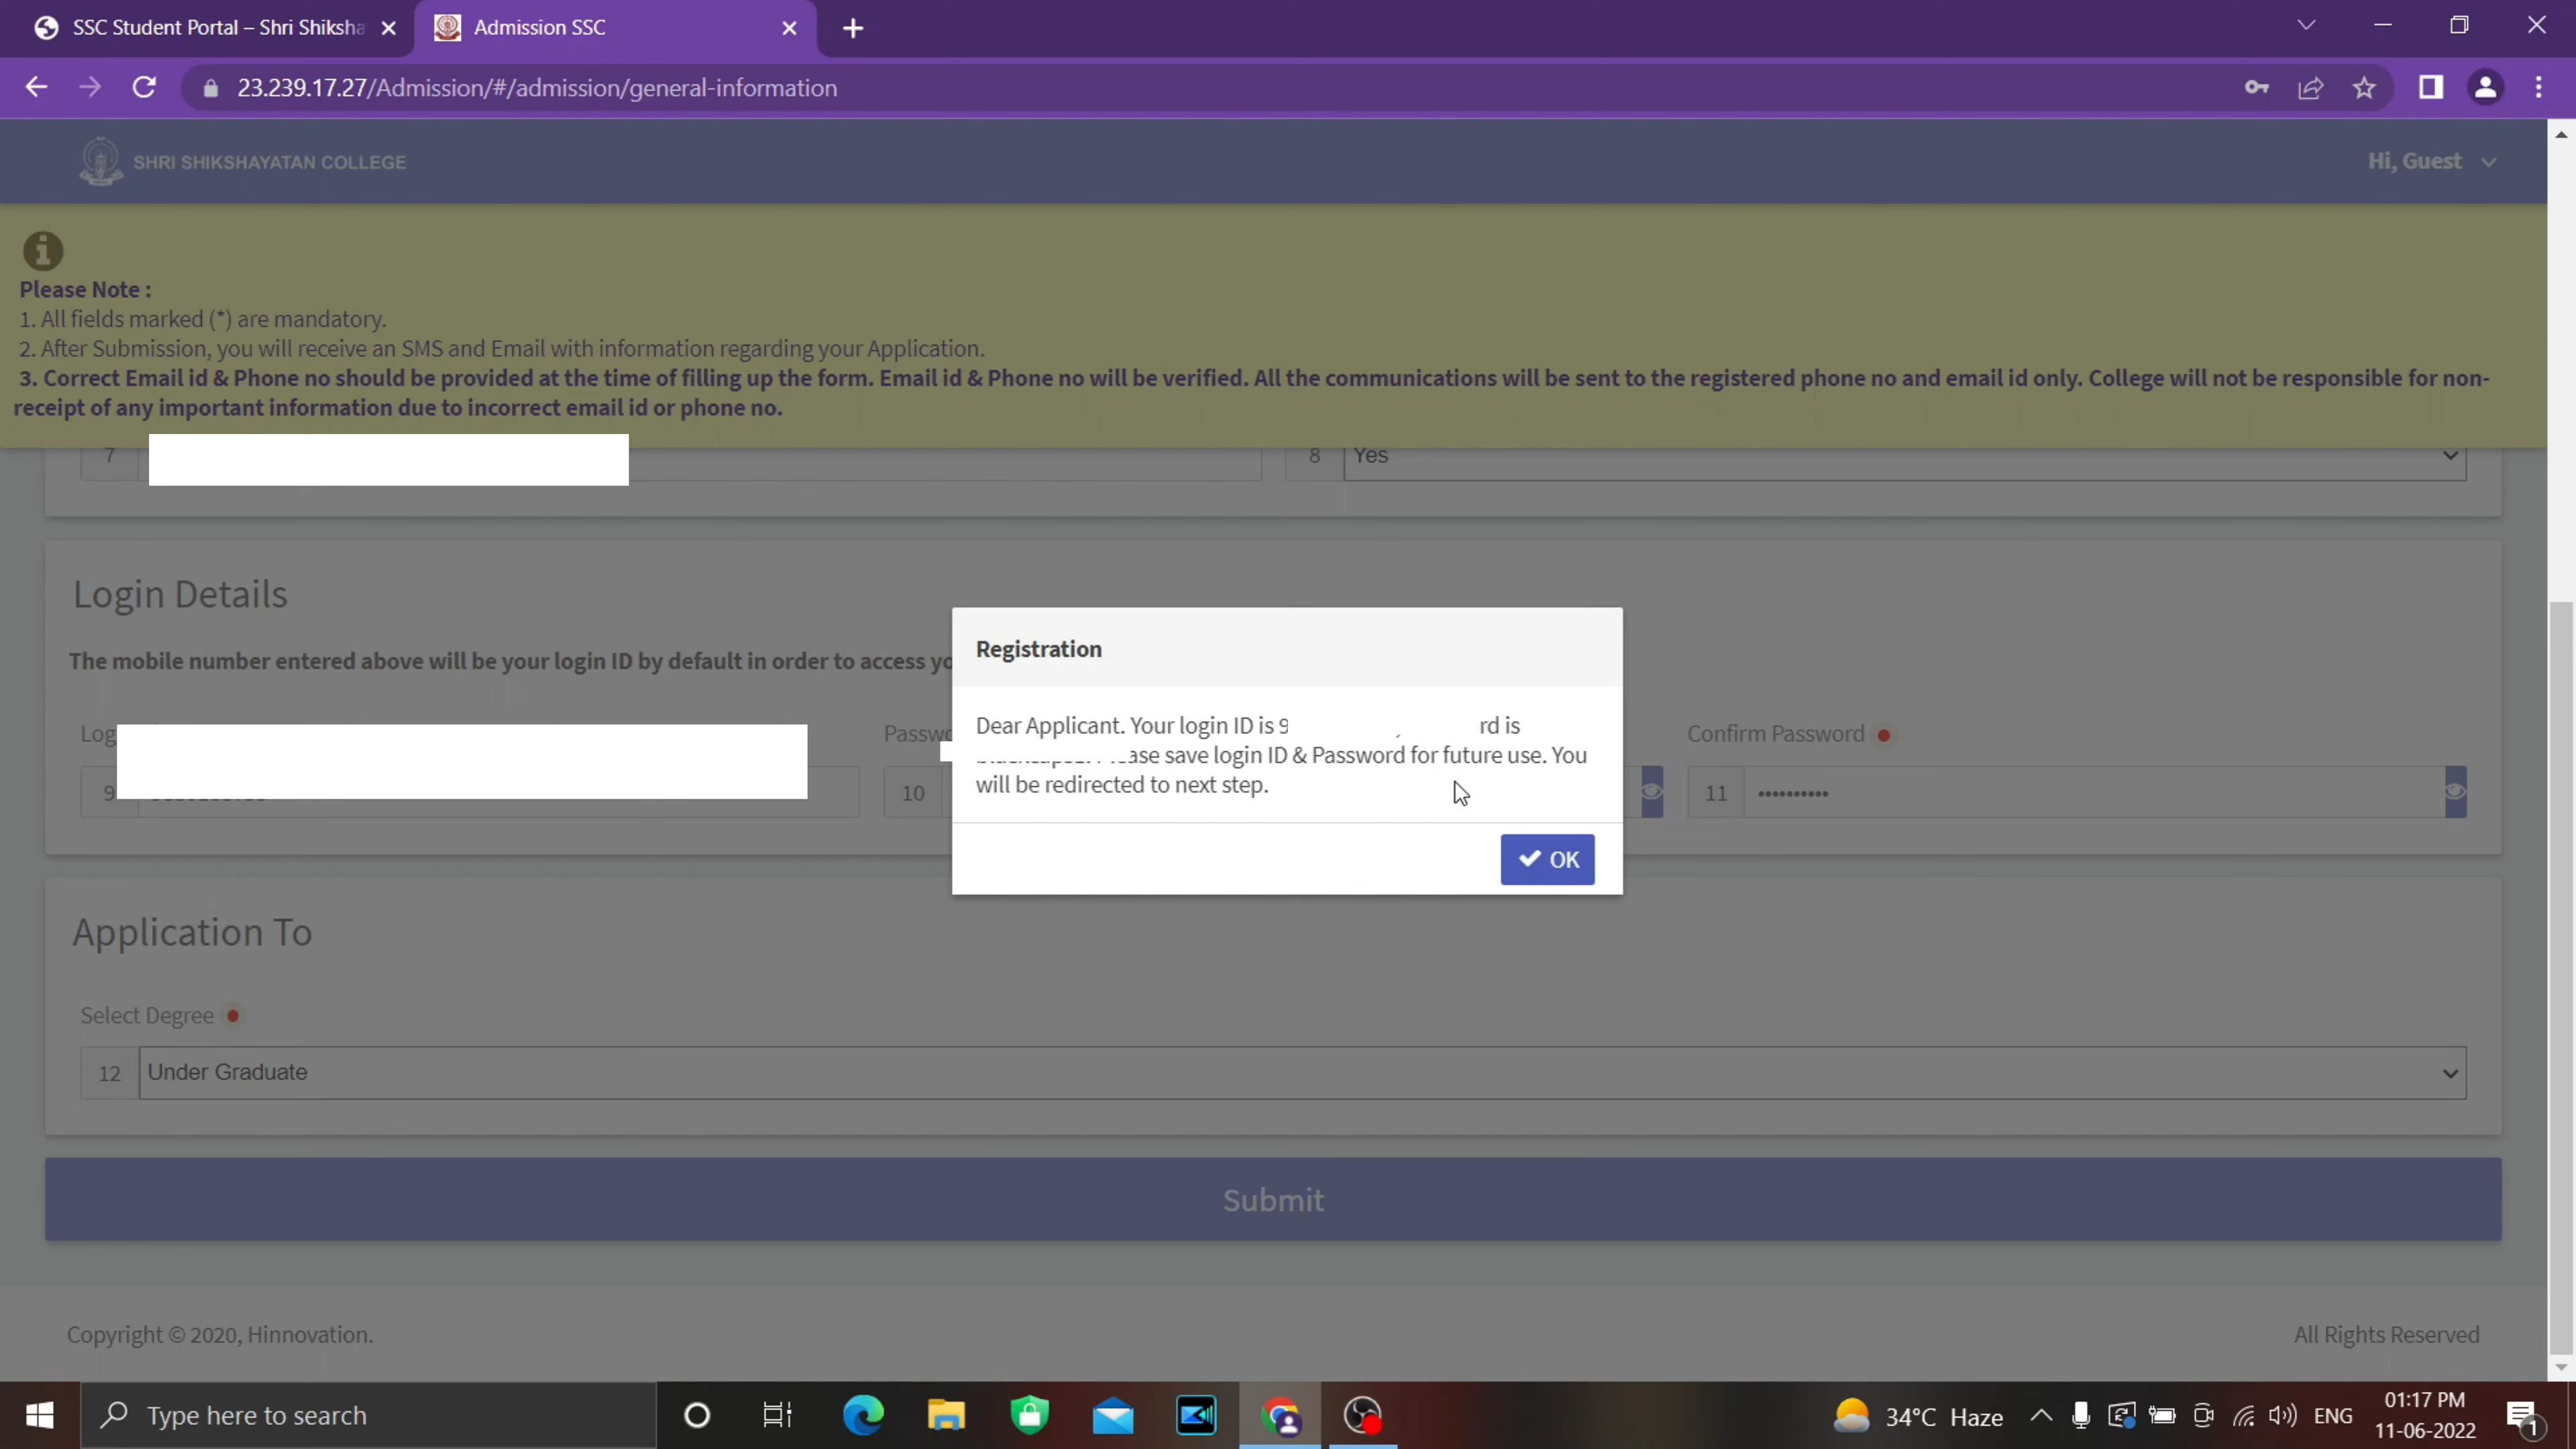 SSC Student Portal – Shri Shiksha
Admission SSC
23.239.17.27/Admission/#/admission/general-information
SHRI SHIKSHAYATAN COLLEGE
Hi, Guest
Please Note :
1. All fields marked (*) are mandatory.
2. After Submission, you will receive an SMS and Email with information regarding your Application.
3. Correct Email id & Phone no should be provided at the time of filling up the form. Email id & Phone no will be verified. All the communications will be sent to the registered phone no and email id only. College will not be responsible for non-
receipt of any important information due to incorrect email id or phone no.
7
8 Yes
Login Details
The mobile number entered above will be your login ID by default in order to access
Registration
Dear Applicant. Your login ID is 9 rd is
ase save login ID & Password for future use. You
will be redirected to next step.
OK
Confirm Password
9
10
11 ••••••••••
Application To
Select Degree
12 Under Graduate
Submit
Copyright © 2020, Hinnovation.
All Rights Reserved
Type here to search
34°C Haze
ENG
01:17 PM
11-06-2022
1